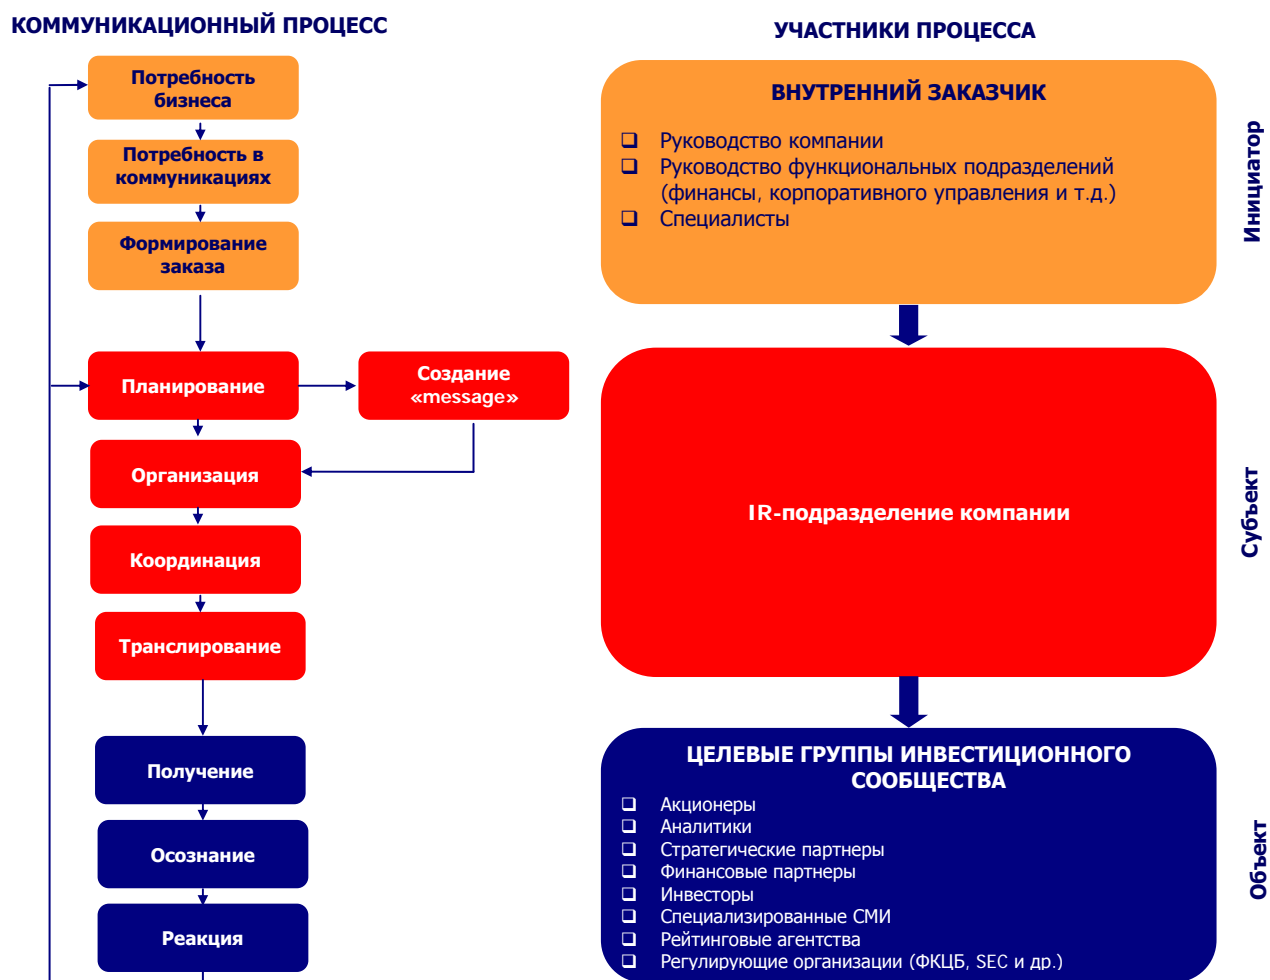 КОММУНИКАЦИОННЫЙ ПРОЦЕСС
Потребность
бизнеса
Потребность в
коммуникациях
Формирование
заказа
Планирование
Создание
«message»
Организация
Координация
Транслирование
Получение
Осознание
Реакция
УЧАСТНИКИ ПРОЦЕССА
ВНУТРЕННИЙ ЗАКАЗЧИК
Руководство компании
Руководство функциональных подразделений
(финансы, корпоративного управления и т.д.)
Специалисты
Инициатор
IR-подразделение компании
Субъект
ЦЕЛЕВЫЕ ГРУППЫ ИНВЕСТИЦИОННОГО
СООБЩЕСТВА
Акционеры
Аналитики
Стратегические партнеры
Финансовые партнеры
Инвесторы
Специализированные СМИ
Рейтинговые агентства
Регулирующие организации (ФКЦБ, SEC и др.)
Объект